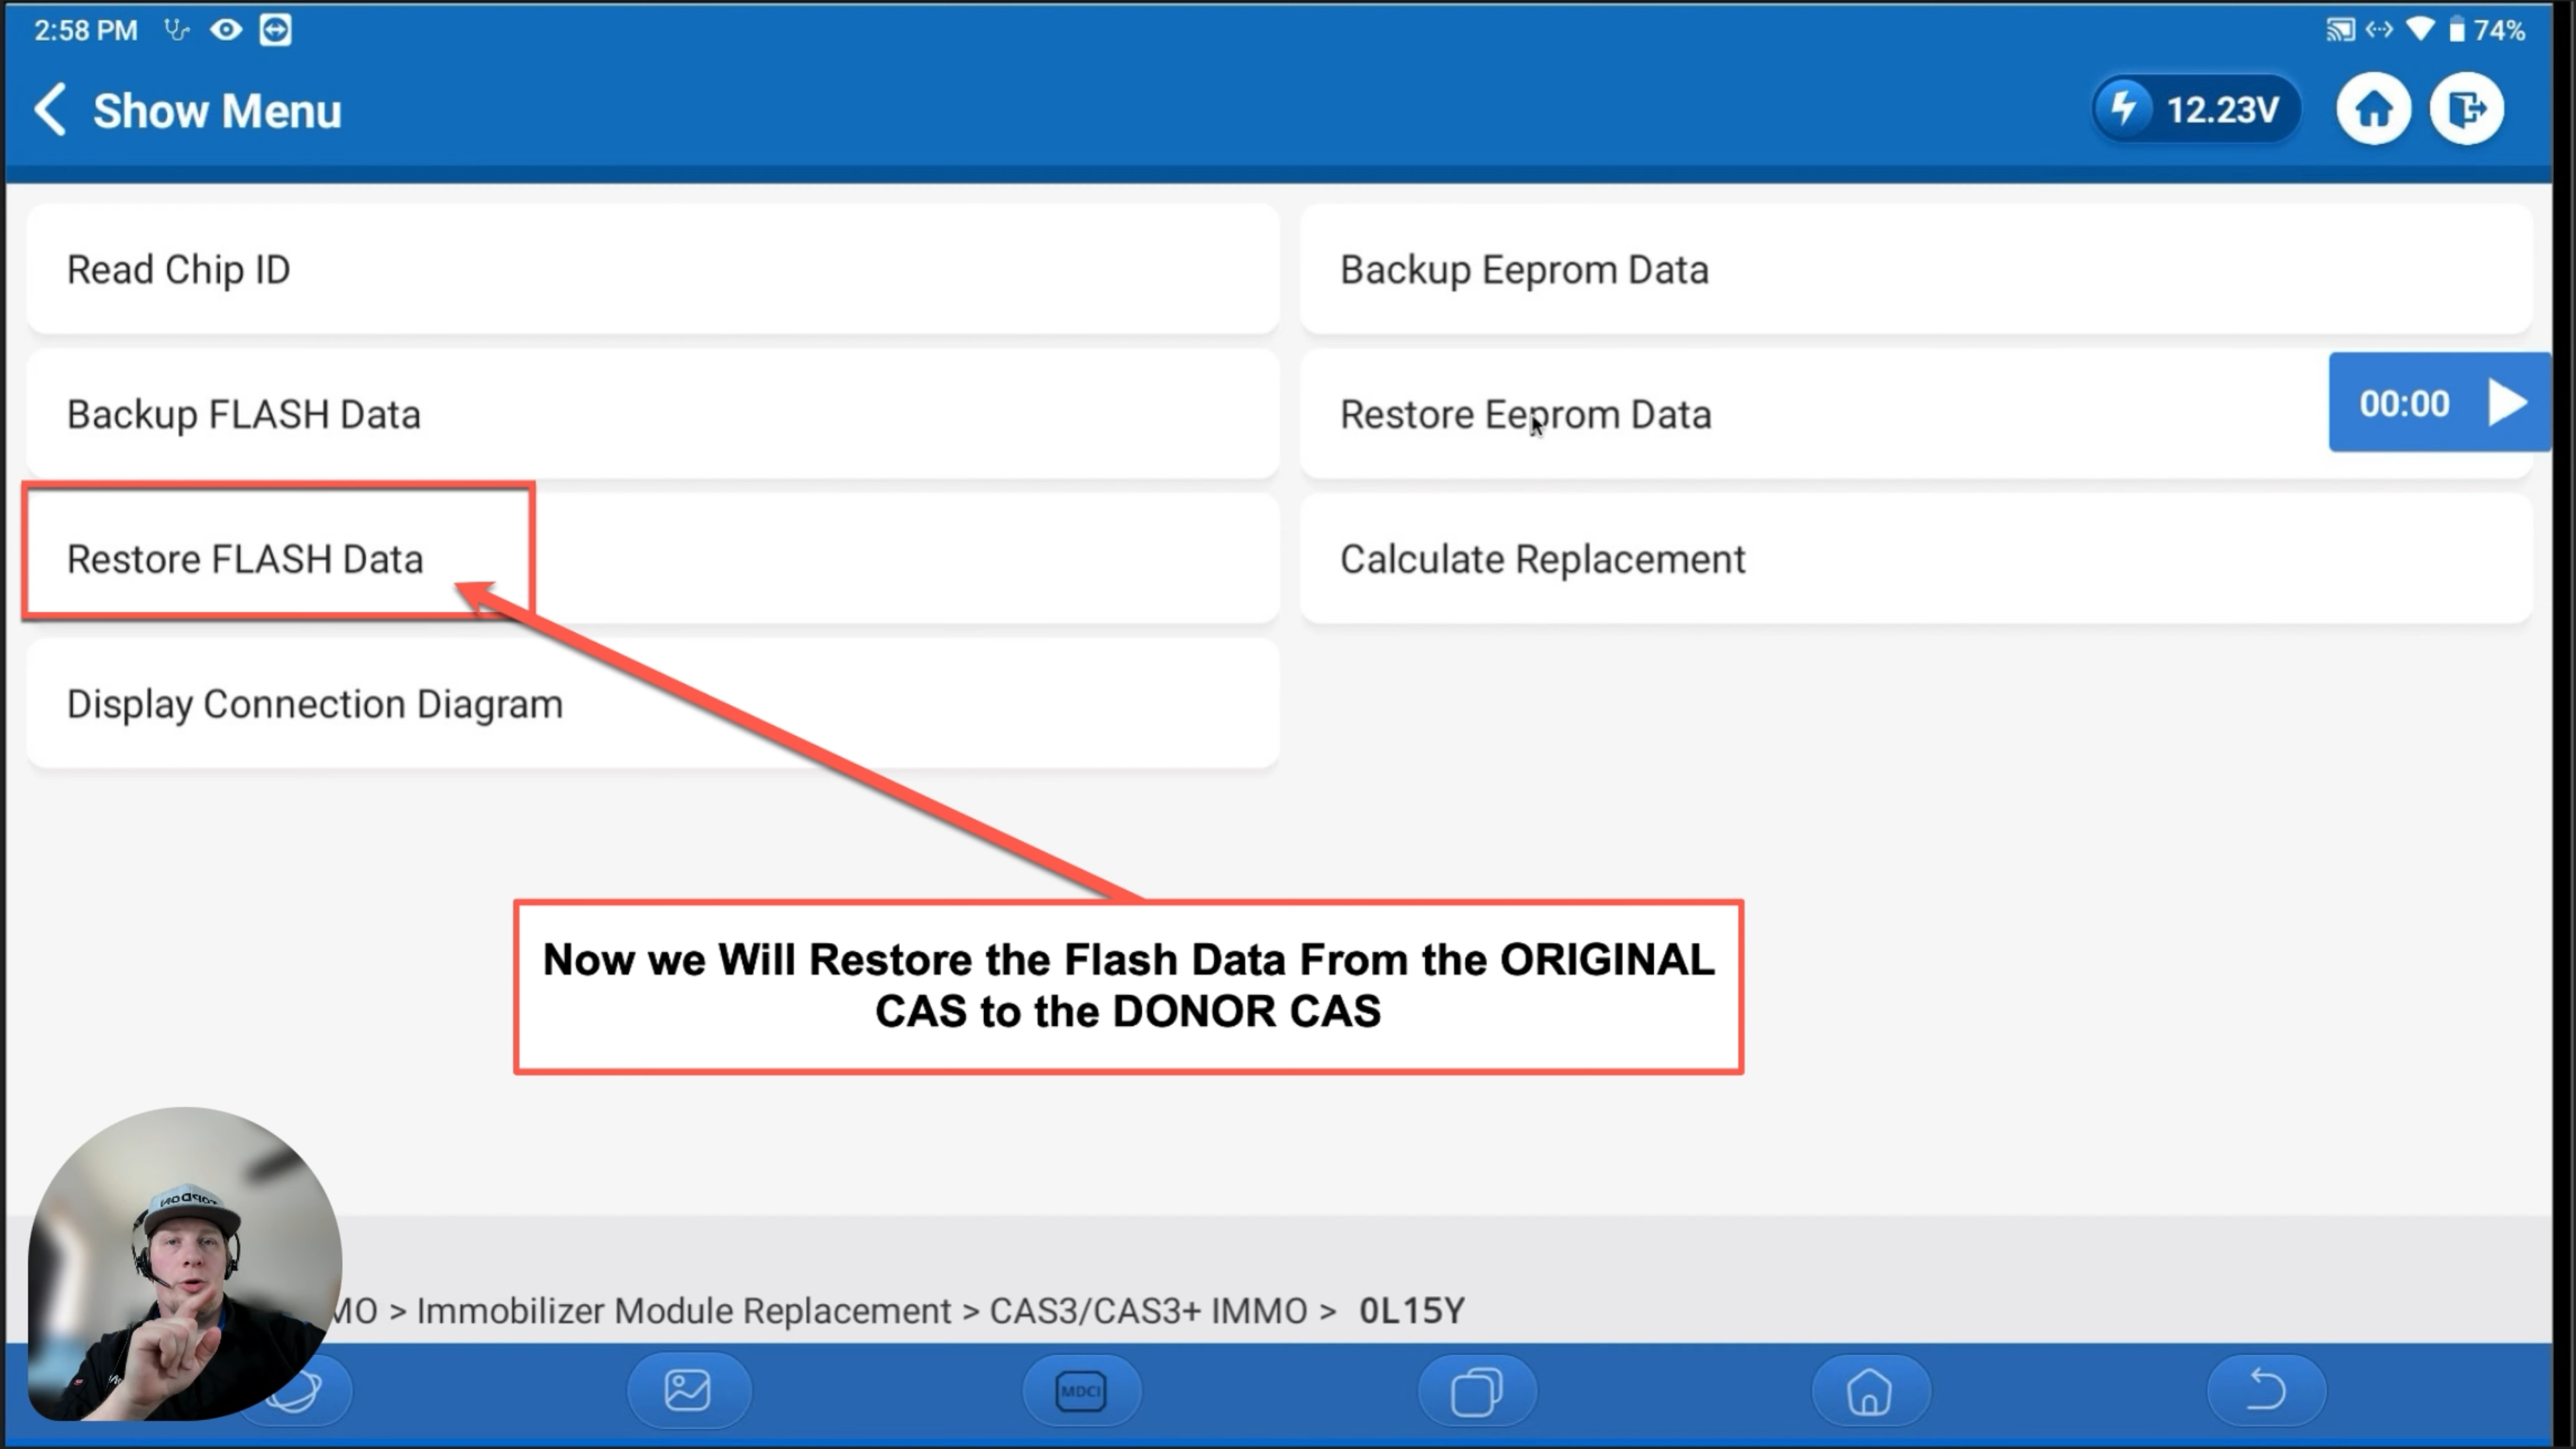 2:58 PM
74%
Show Menu
12.23V
Read Chip ID
Backup Eeprom Data
Backup FLASH Data
Restore Eeprom Data
00:00
Restore FLASH Data
Calculate Replacement
Display Connection Diagram
Now we Will Restore the Flash Data From the ORIGINAL
CAS to the DONOR CAS
MO > Immobilizer Module Replacement > CAS3/CAS3+ IMMO > 0L15Y
MDCI